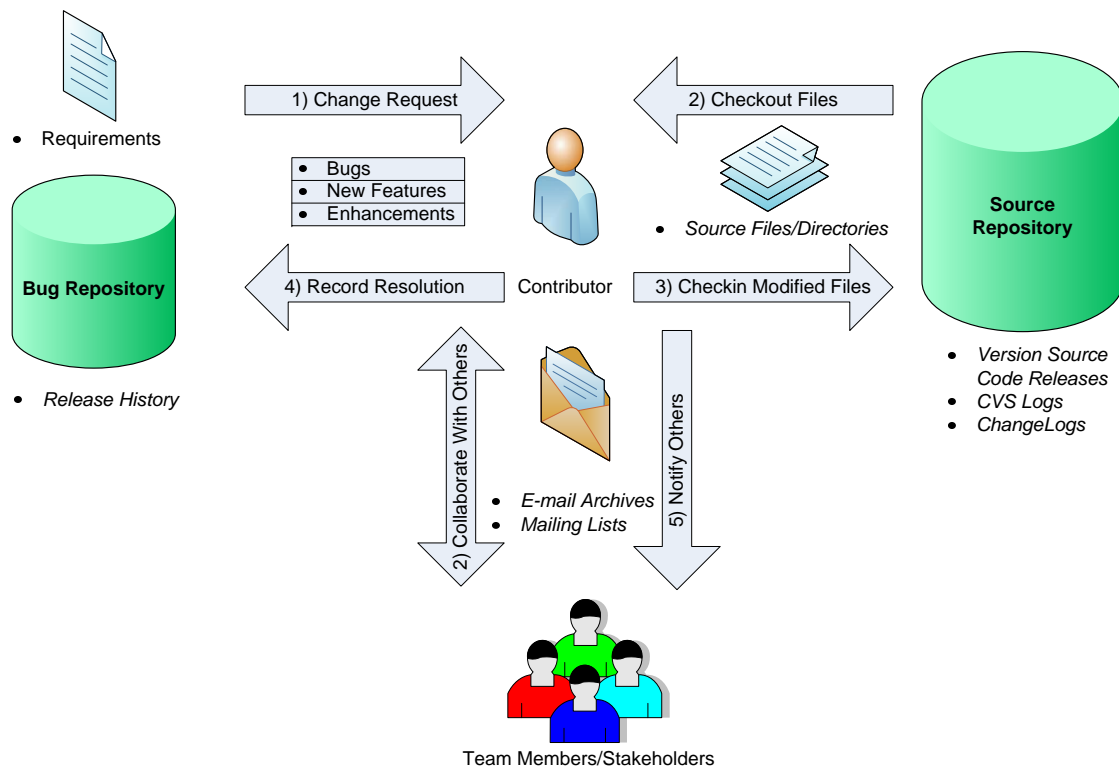 1) Change Request
2) Checkout Files
• Requirements
• Bugs
• New Features
• Enhancements
• Source Files/Directories
Source
Repository
Bug Repository
4) Record Resolution
Contributor
3) Checkin Modified Files
• Release History
• Version Source
Code Releases
• CVS Logs
• ChangeLogs
2) Collaborate With Others
• E-mail Archives
• Mailing Lists
5) Notify Others
Team Members/Stakeholders